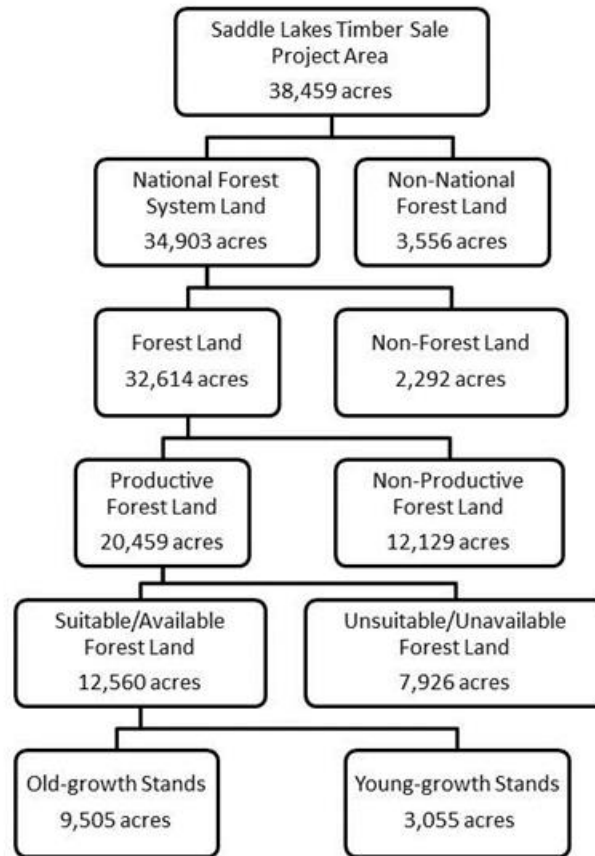 Saddle Lakes Timber Sale
Project Area
38,459 acres
National Forest
System Land
34,903 acres
Non-National
Forest Land
3,556 acres
Forest Land
32,614 acres
Non-Forest Land
2,292 acres
Productive
Forest Land
20,459 acres
Non-Productive
Forest Land
12,129 acres
Suitable/Available
Forest Land
12,560 acres
Unsuitable/Unavailable
Forest Land
7,926 acres
Old-growth Stands
9,505 acres
Young-growth Stands
3,055 acres